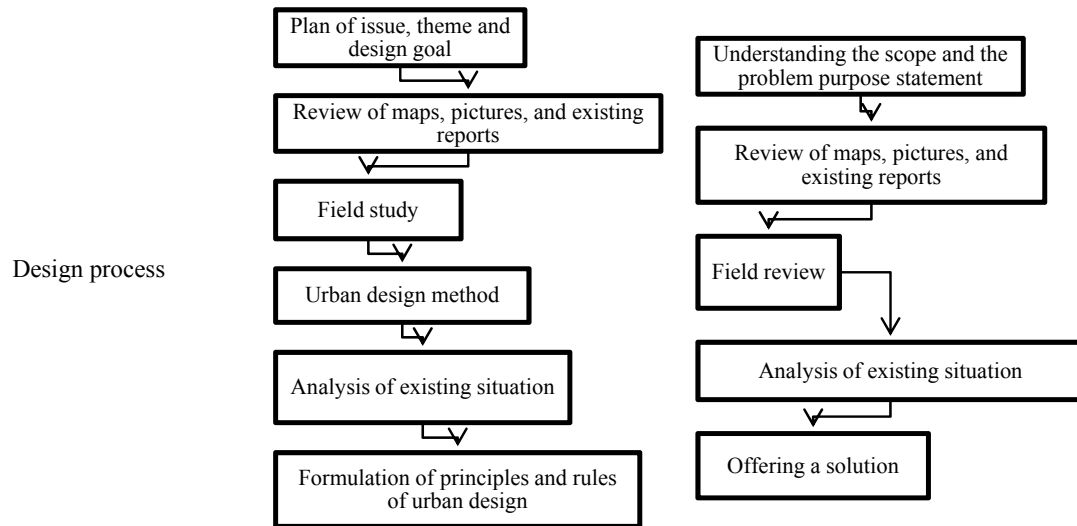 Design process
Plan of issue, theme and
design goal
Review of maps, pictures, and existing
reports
Field study
Urban design method
Analysis of existing situation
Formulation of principles and rules
of urban design
Understanding the scope and the
problem purpose statement
Review of maps, pictures, and
existing reports
Field review
Analysis of existing situation
Offering a solution